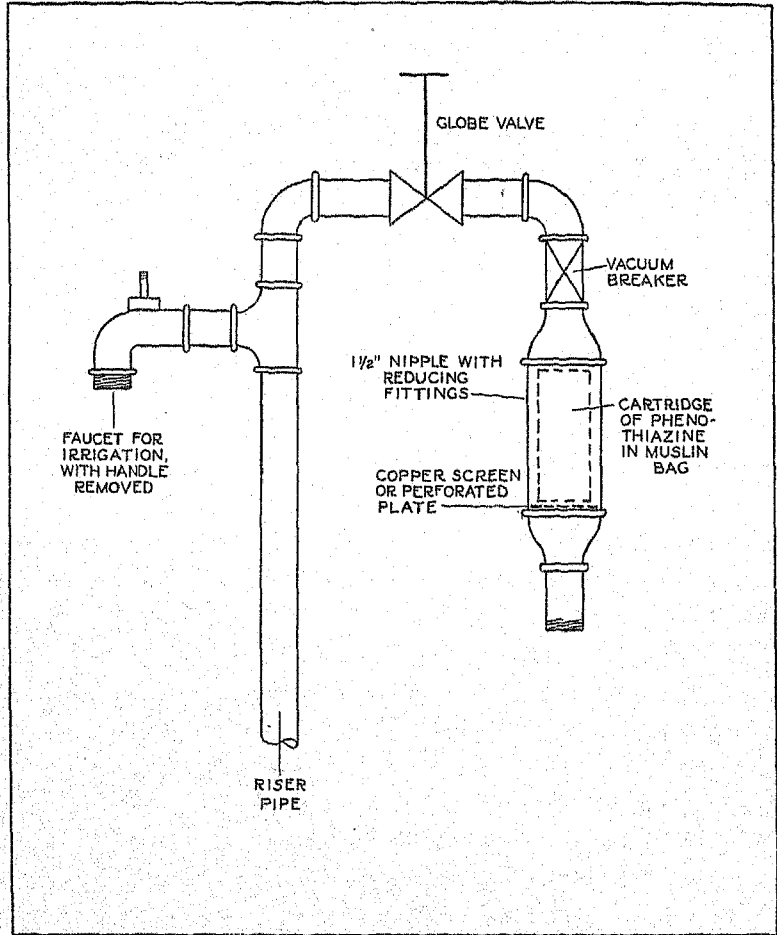 GLOBE VALVE
VACUUM
BREAKER
1½" NIPPLE WITH
REDUCING
FITTINGS
CARTRIDGE
OF PHENO-
THIAZINE
IN MUSLIN
BAG
FAUCET FOR
IRRIGATION,
WITH HANDLE
REMOVED
COPPER SCREEN
OR PERFORATED
PLATE
RISER
PIPE